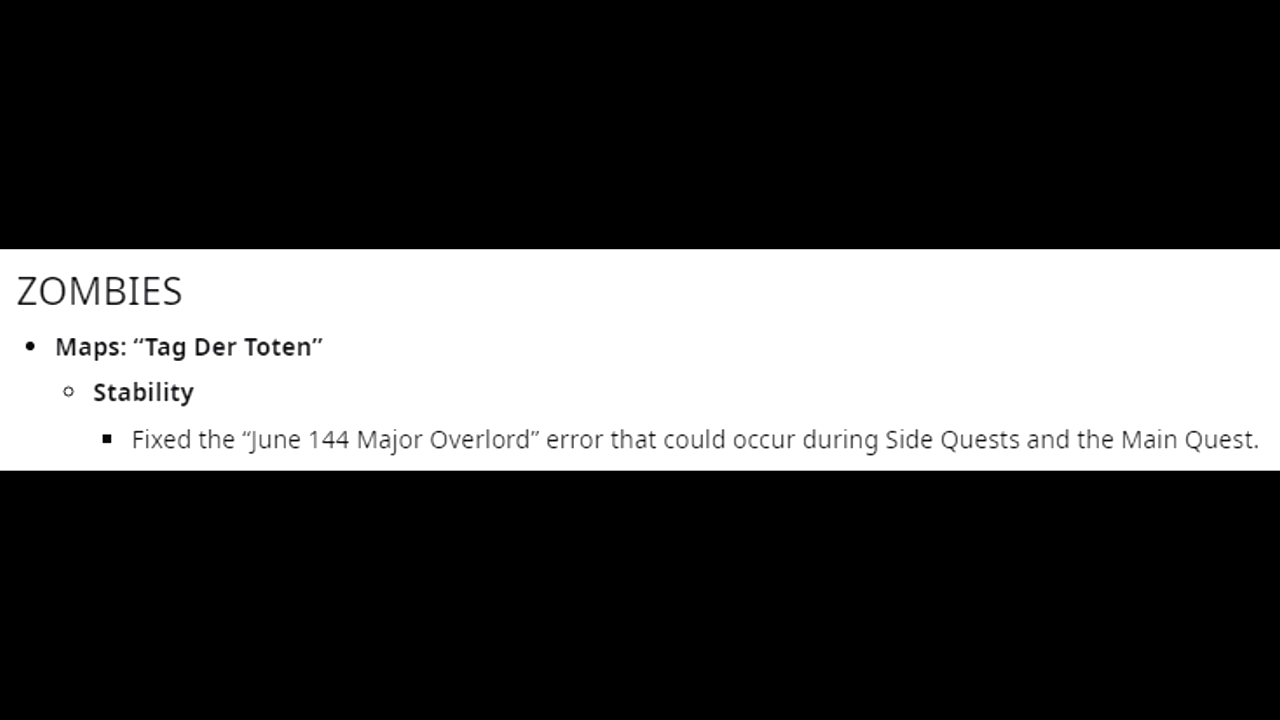 ZOMBIES
Maps: “Tag Der Toten”
Stability
Fixed the “June 144 Major Overlord” error that could occur during Side Quests and the Main Quest.